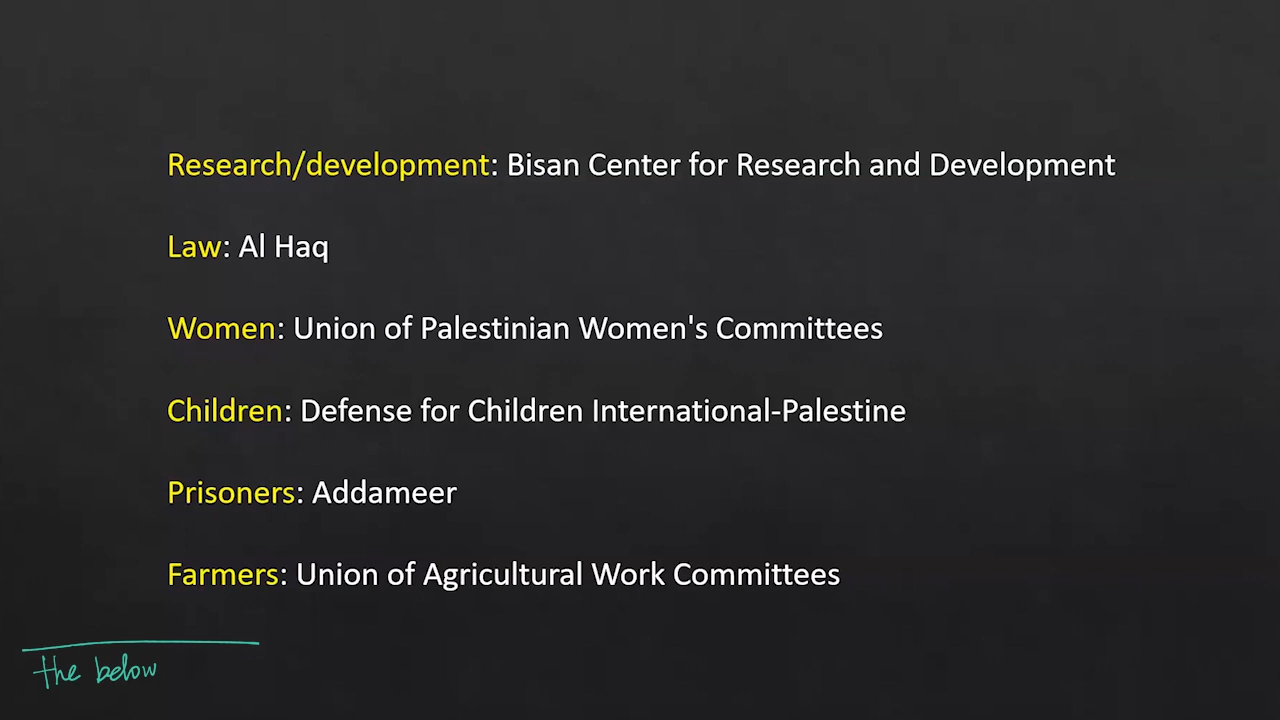 Research/development: Bisan Center for Research and Development
Law: Al Haq
Women: Union of Palestinian Women's Committees
Children: Defense for Children International-Palestine
Prisoners: Addameer
Farmers: Union of Agricultural Work Committees
the below